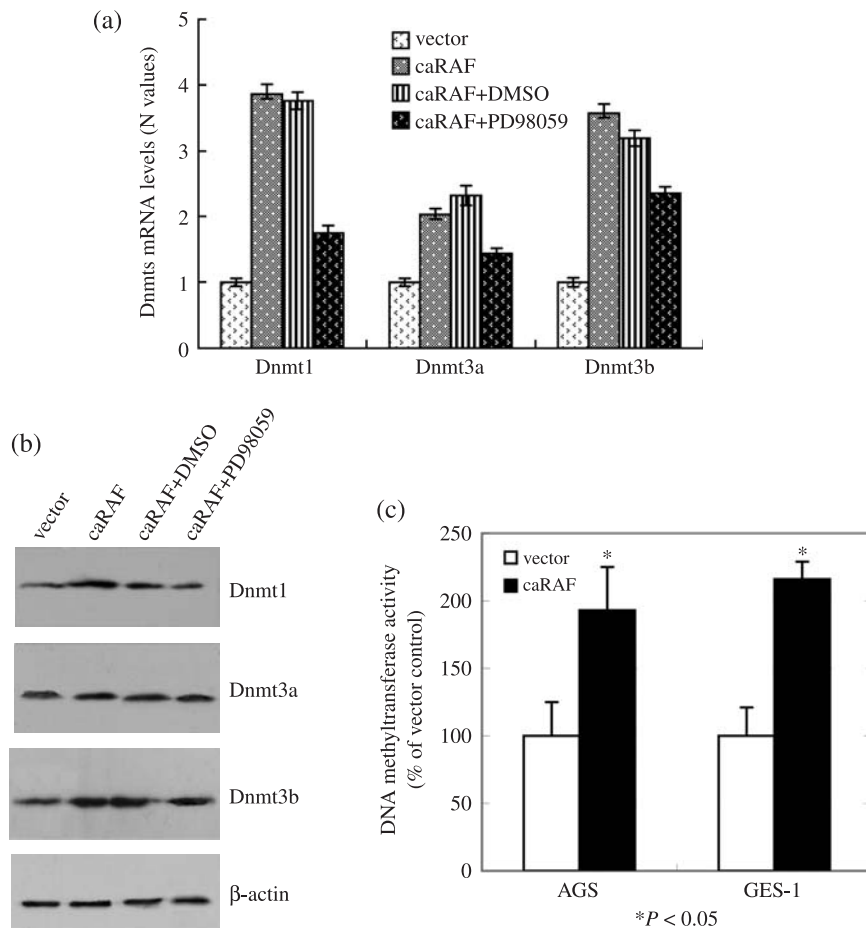 (a)
Dnmts mRNA levels (N values)
5
4
3
2
1
0
vector
caRAF
caRAF+DMSO
caRAF+PD98059
Dnmt1 Dnmt3a Dnmt3b
(b)
vector caRAF caRAF+DMSO caRAF+PD98059
Dnmt1
Dnmt3a
Dnmt3b
β-actin
(c)
DNA methyltransferase activity
(% of vector control)
250
200
150
100
50
0
vector
caRAF
* *
AGS GES-1
*P < 0.05